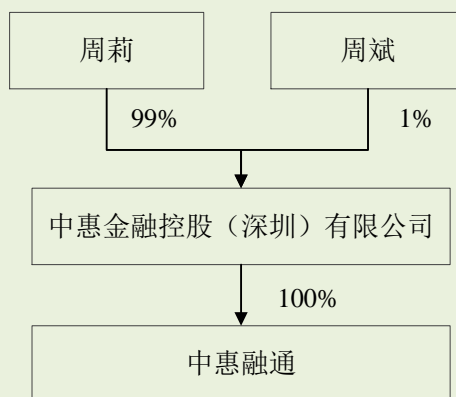 周莉
周斌
99%
1%
中惠金融控股（深圳）有限公司
100%
中惠融通